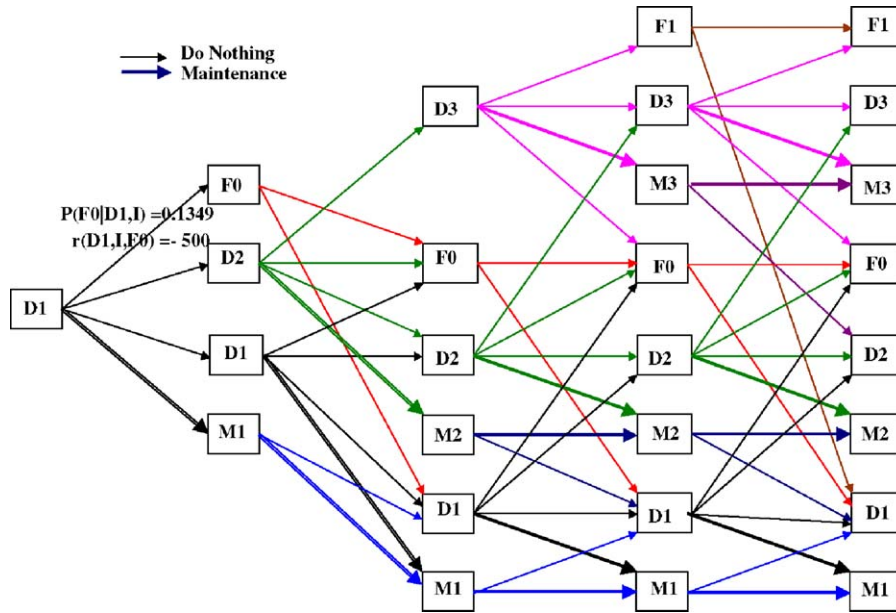 F1 F1
Do Nothing
Maintenance
D3 D3 D3
F0 M3 M3
P(F0|D1,I) =0.1349
r(D1,I,F0) =- 500
D2 F0 F0 F0
D1
D1 D2 D2 D2
M1 M2 M2 M2
D1 D1 D1
M1 M1 M1